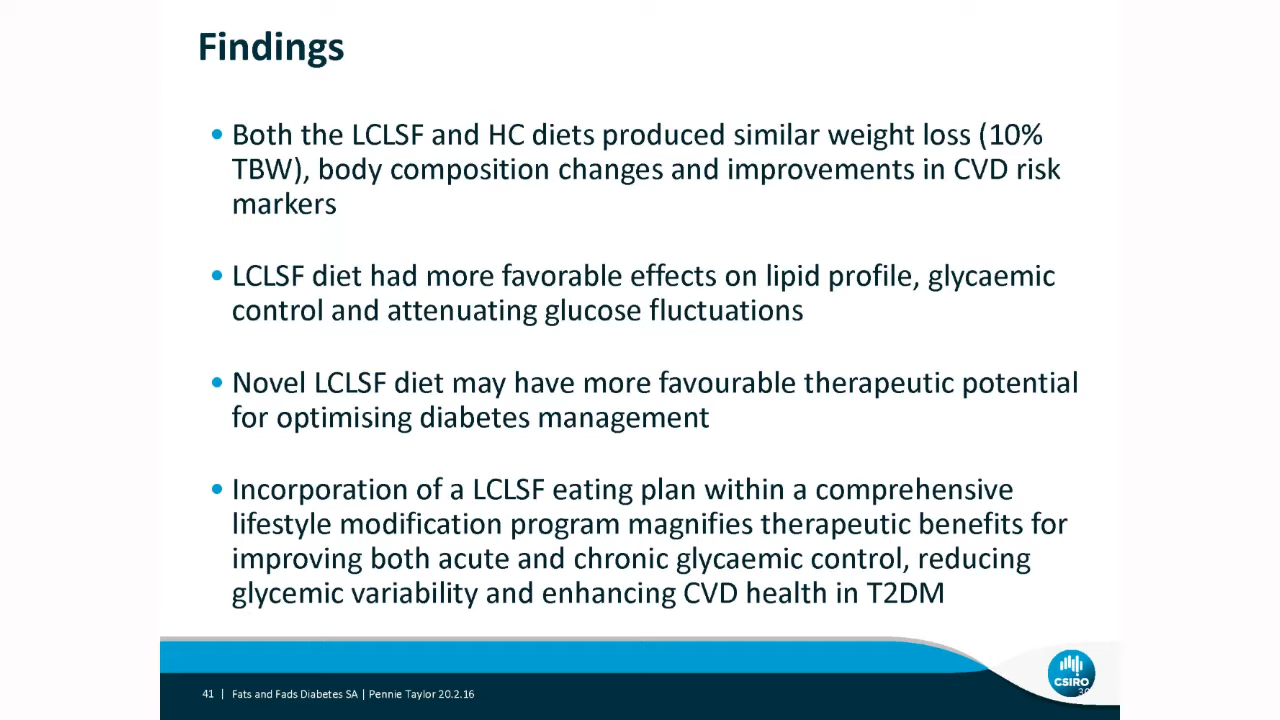 Findings
• Both the LCLSF and HC diets produced similar weight loss (10%
TBW), body composition changes and improvements in CVD risk
markers
• LCLSF diet had more favorable effects on lipid profile, glycaemic
control and attenuating glucose fluctuations
• Novel LCLSF diet may have more favourable therapeutic potential
for optimising diabetes management
• Incorporation of a LCLSF eating plan within a comprehensive
lifestyle modification program magnifies therapeutic benefits for
improving both acute and chronic glycaemic control, reducing
glycemic variability and enhancing CVD health in T2DM
CSIRO
41 | Fats and Fads Diabetes SA | Pennie Taylor 20.2.16